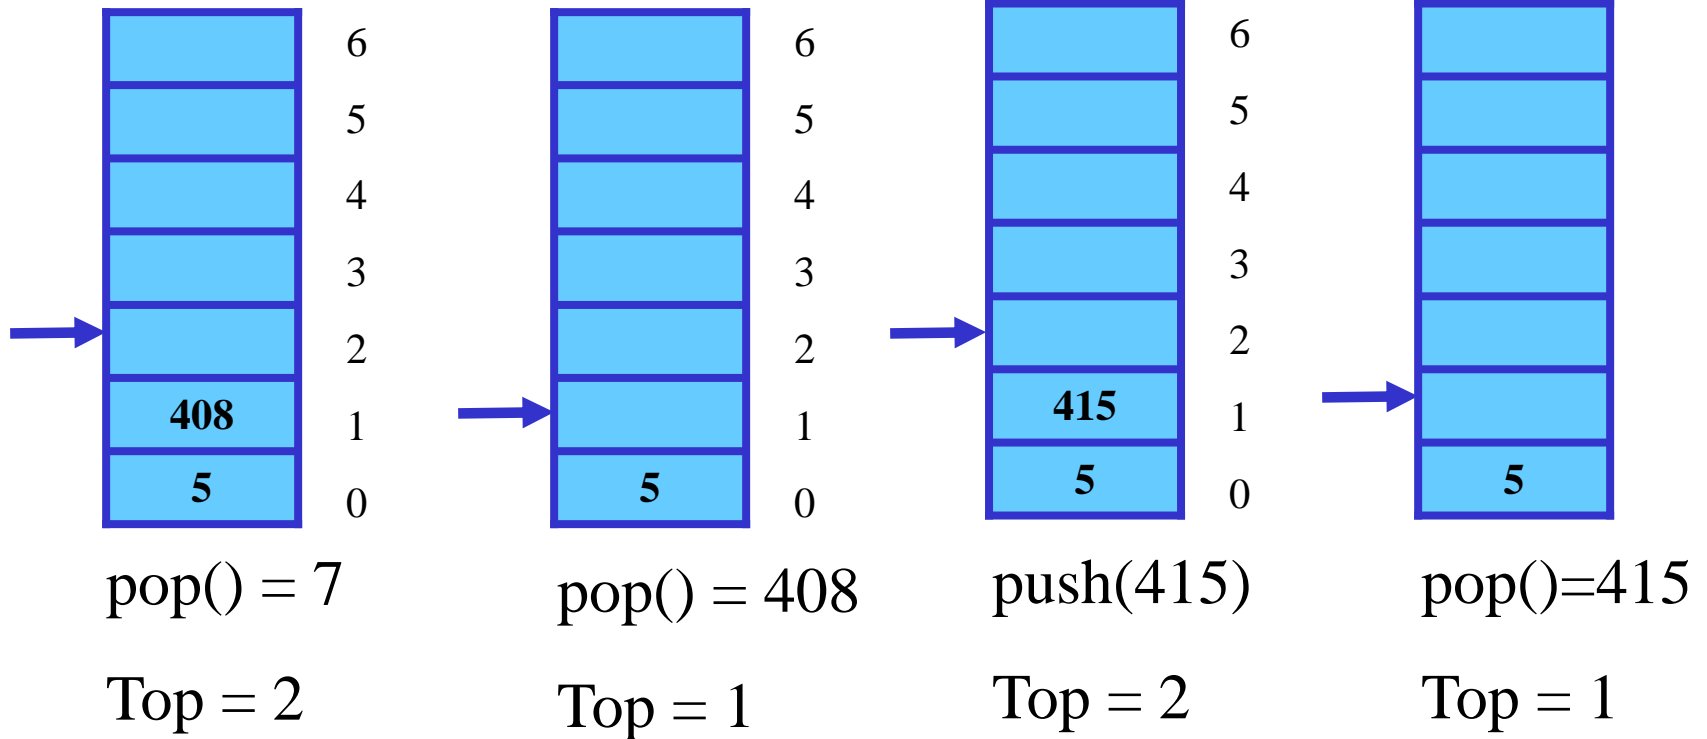 6
5
4
3
2
408 1
5 0
pop() = 7
Top = 2
6
5
4
3
2
1
5 0
pop() = 408
Top = 1
6
5
4
3
2
415 1
5 0
push(415)
Top = 2
5
pop()=415
Top = 1